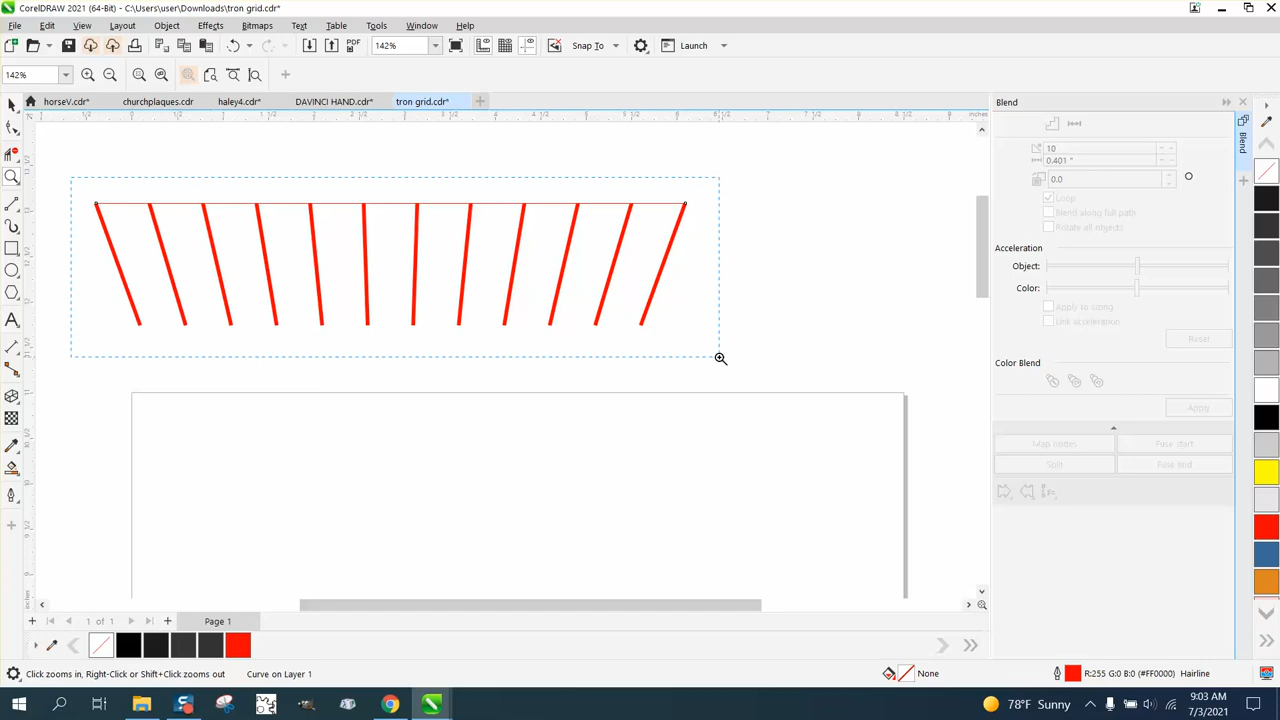 CorelDRAW 2021 (64-Bit) - C:\Users\user\Downloads\tron grid.cdr*
File Edit View Layout Object Effects Bitmaps Text Table Tools Window Help
142% PDF Snap To Launch
142%
horseV.cdr* churchplaques.cdr haley4.cdr* DAVINCI HAND.cdr* tron grid.cdr*
inches
Blend
10
0.401 "
0.0
Loop
Blend along full path
Rotate all objects
Acceleration
Object:
Color:
Apply to sizing
Link acceleration
Reset
Color Blend
Apply
Map nodes Fuse start
Split Fuse end
Blend
inches
1 of 1 Page 1
Click zooms in, Right-Click or Shift+Click zooms out Curve on Layer 1 None R:255 G:0 B:0 (#FF0000) Hairline
78°F Sunny
9:03 AM
7/3/2021